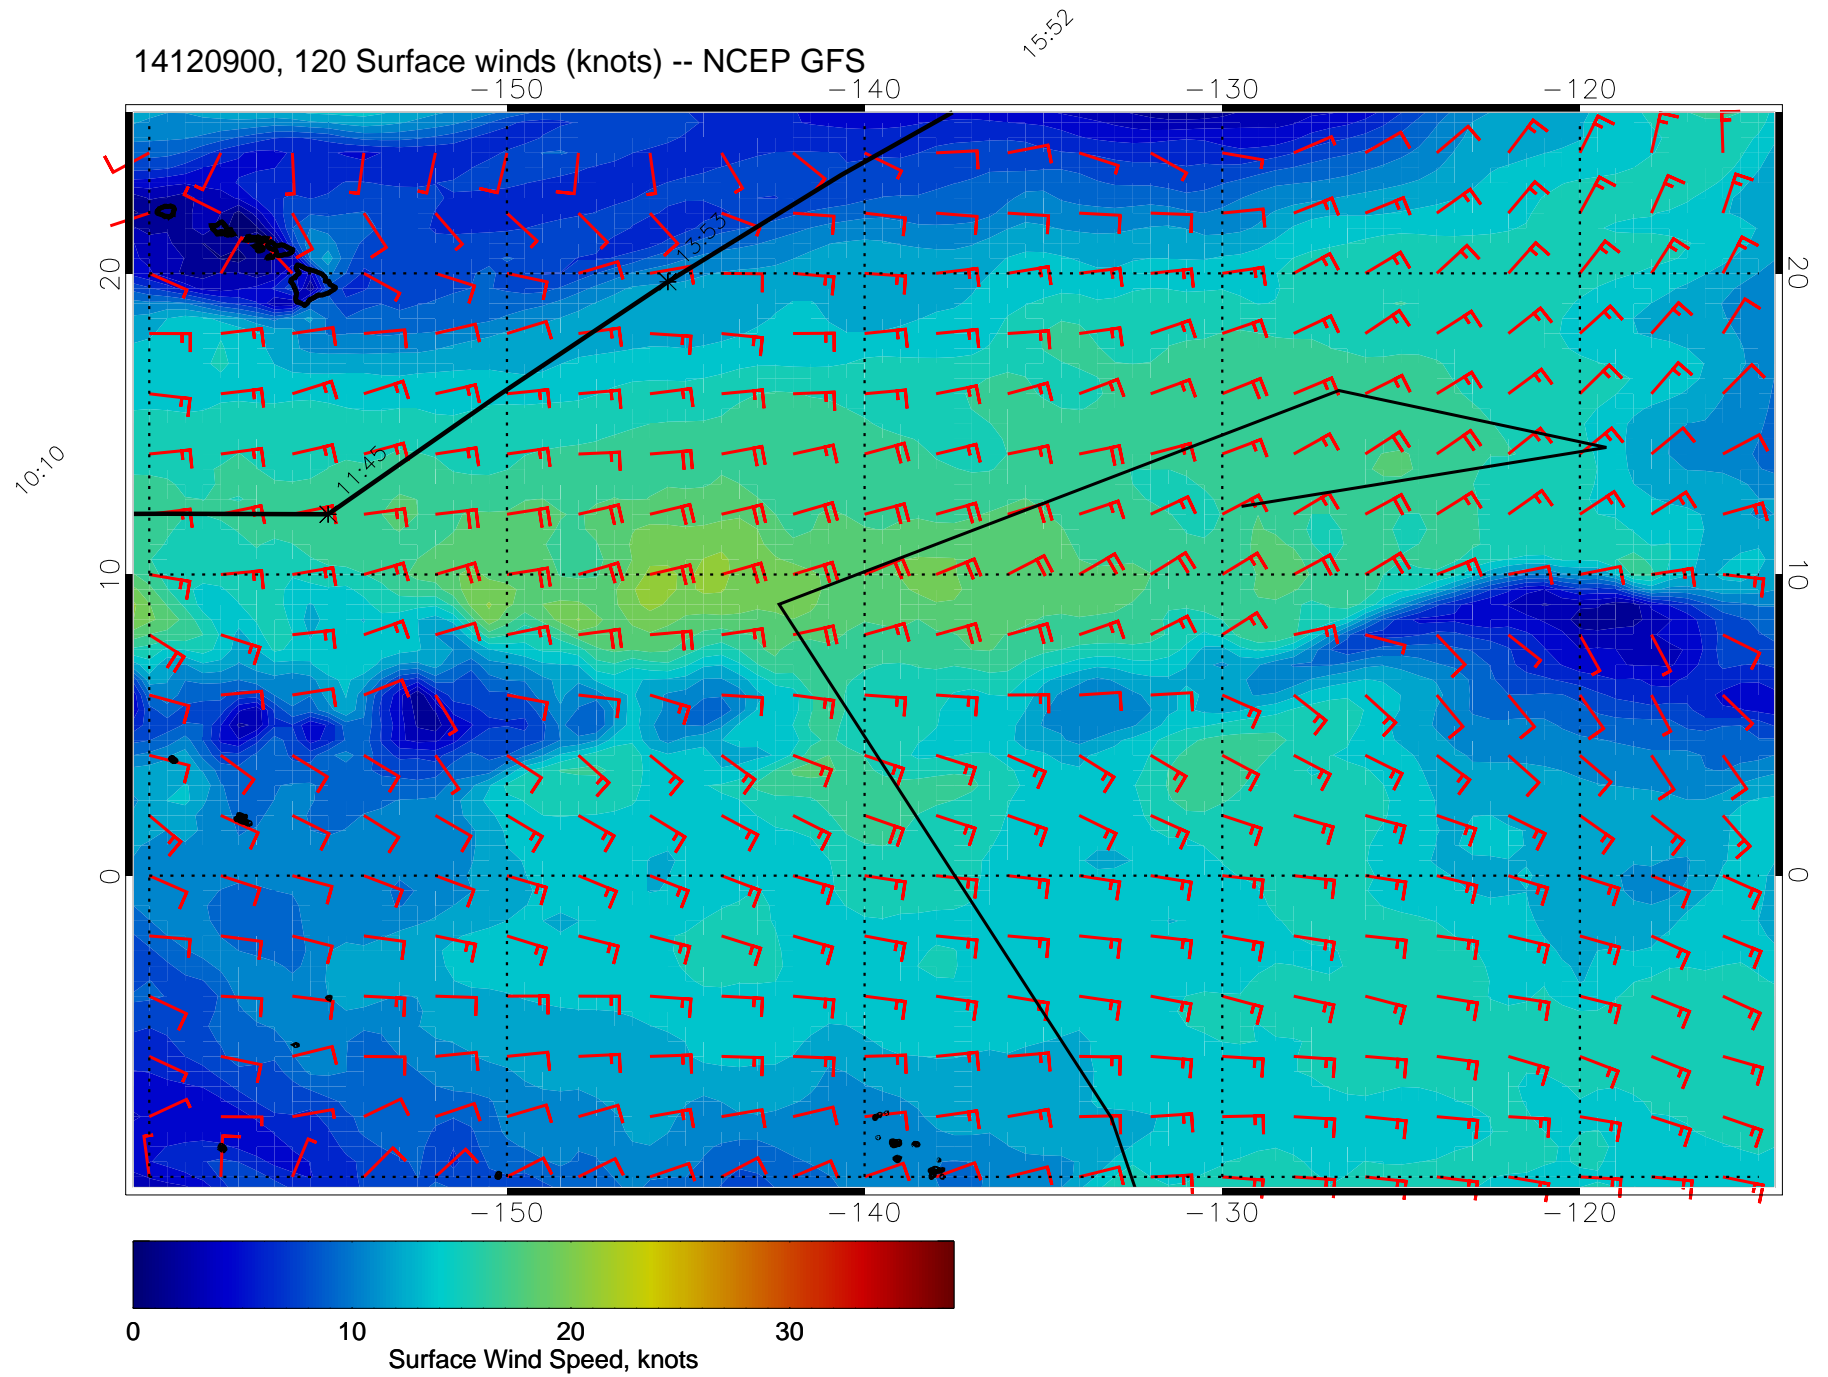 15:52
14120900, 120 Surface winds (knots) -- NCEP GFS
-150 -140 -130 -120
13:53
20 20
11:45
10:10
10 10
0 0
-150 -140 -130 -120
0 10 20 30
Surface Wind Speed, knots